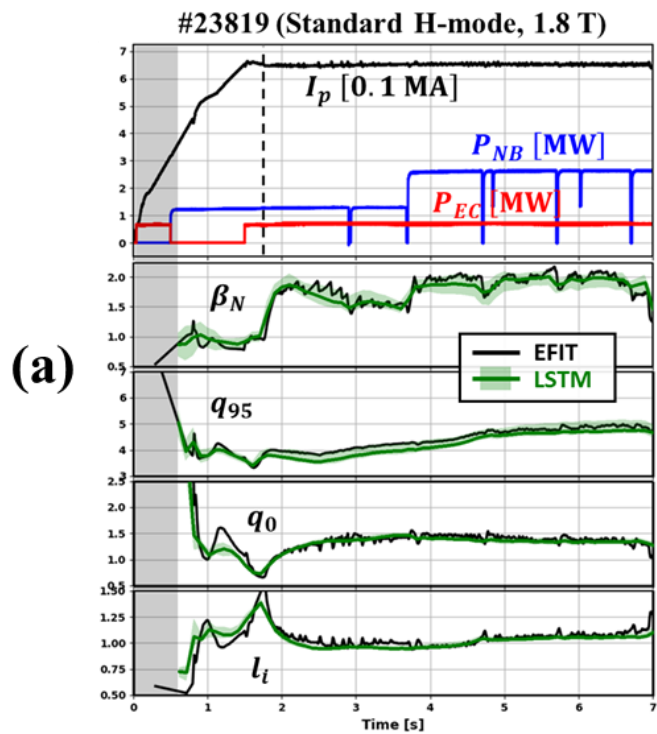 #23819 (Standard H-mode, 1.8 T)
(a)
7
6
5
4
3
2
1
0
I_p [0.1 MA]
P_NB [MW]
P_EC [MW]
2.0
1.5
1.0
0.5
β_N
EFIT
LSTM
7
6
5
4
3
q_95
2.5
2.0
1.5
1.0
0.5
q_0
1.50
1.25
1.00
0.75
0.50
l_i
0 1 2 3 4 5 6 7
Time [s]